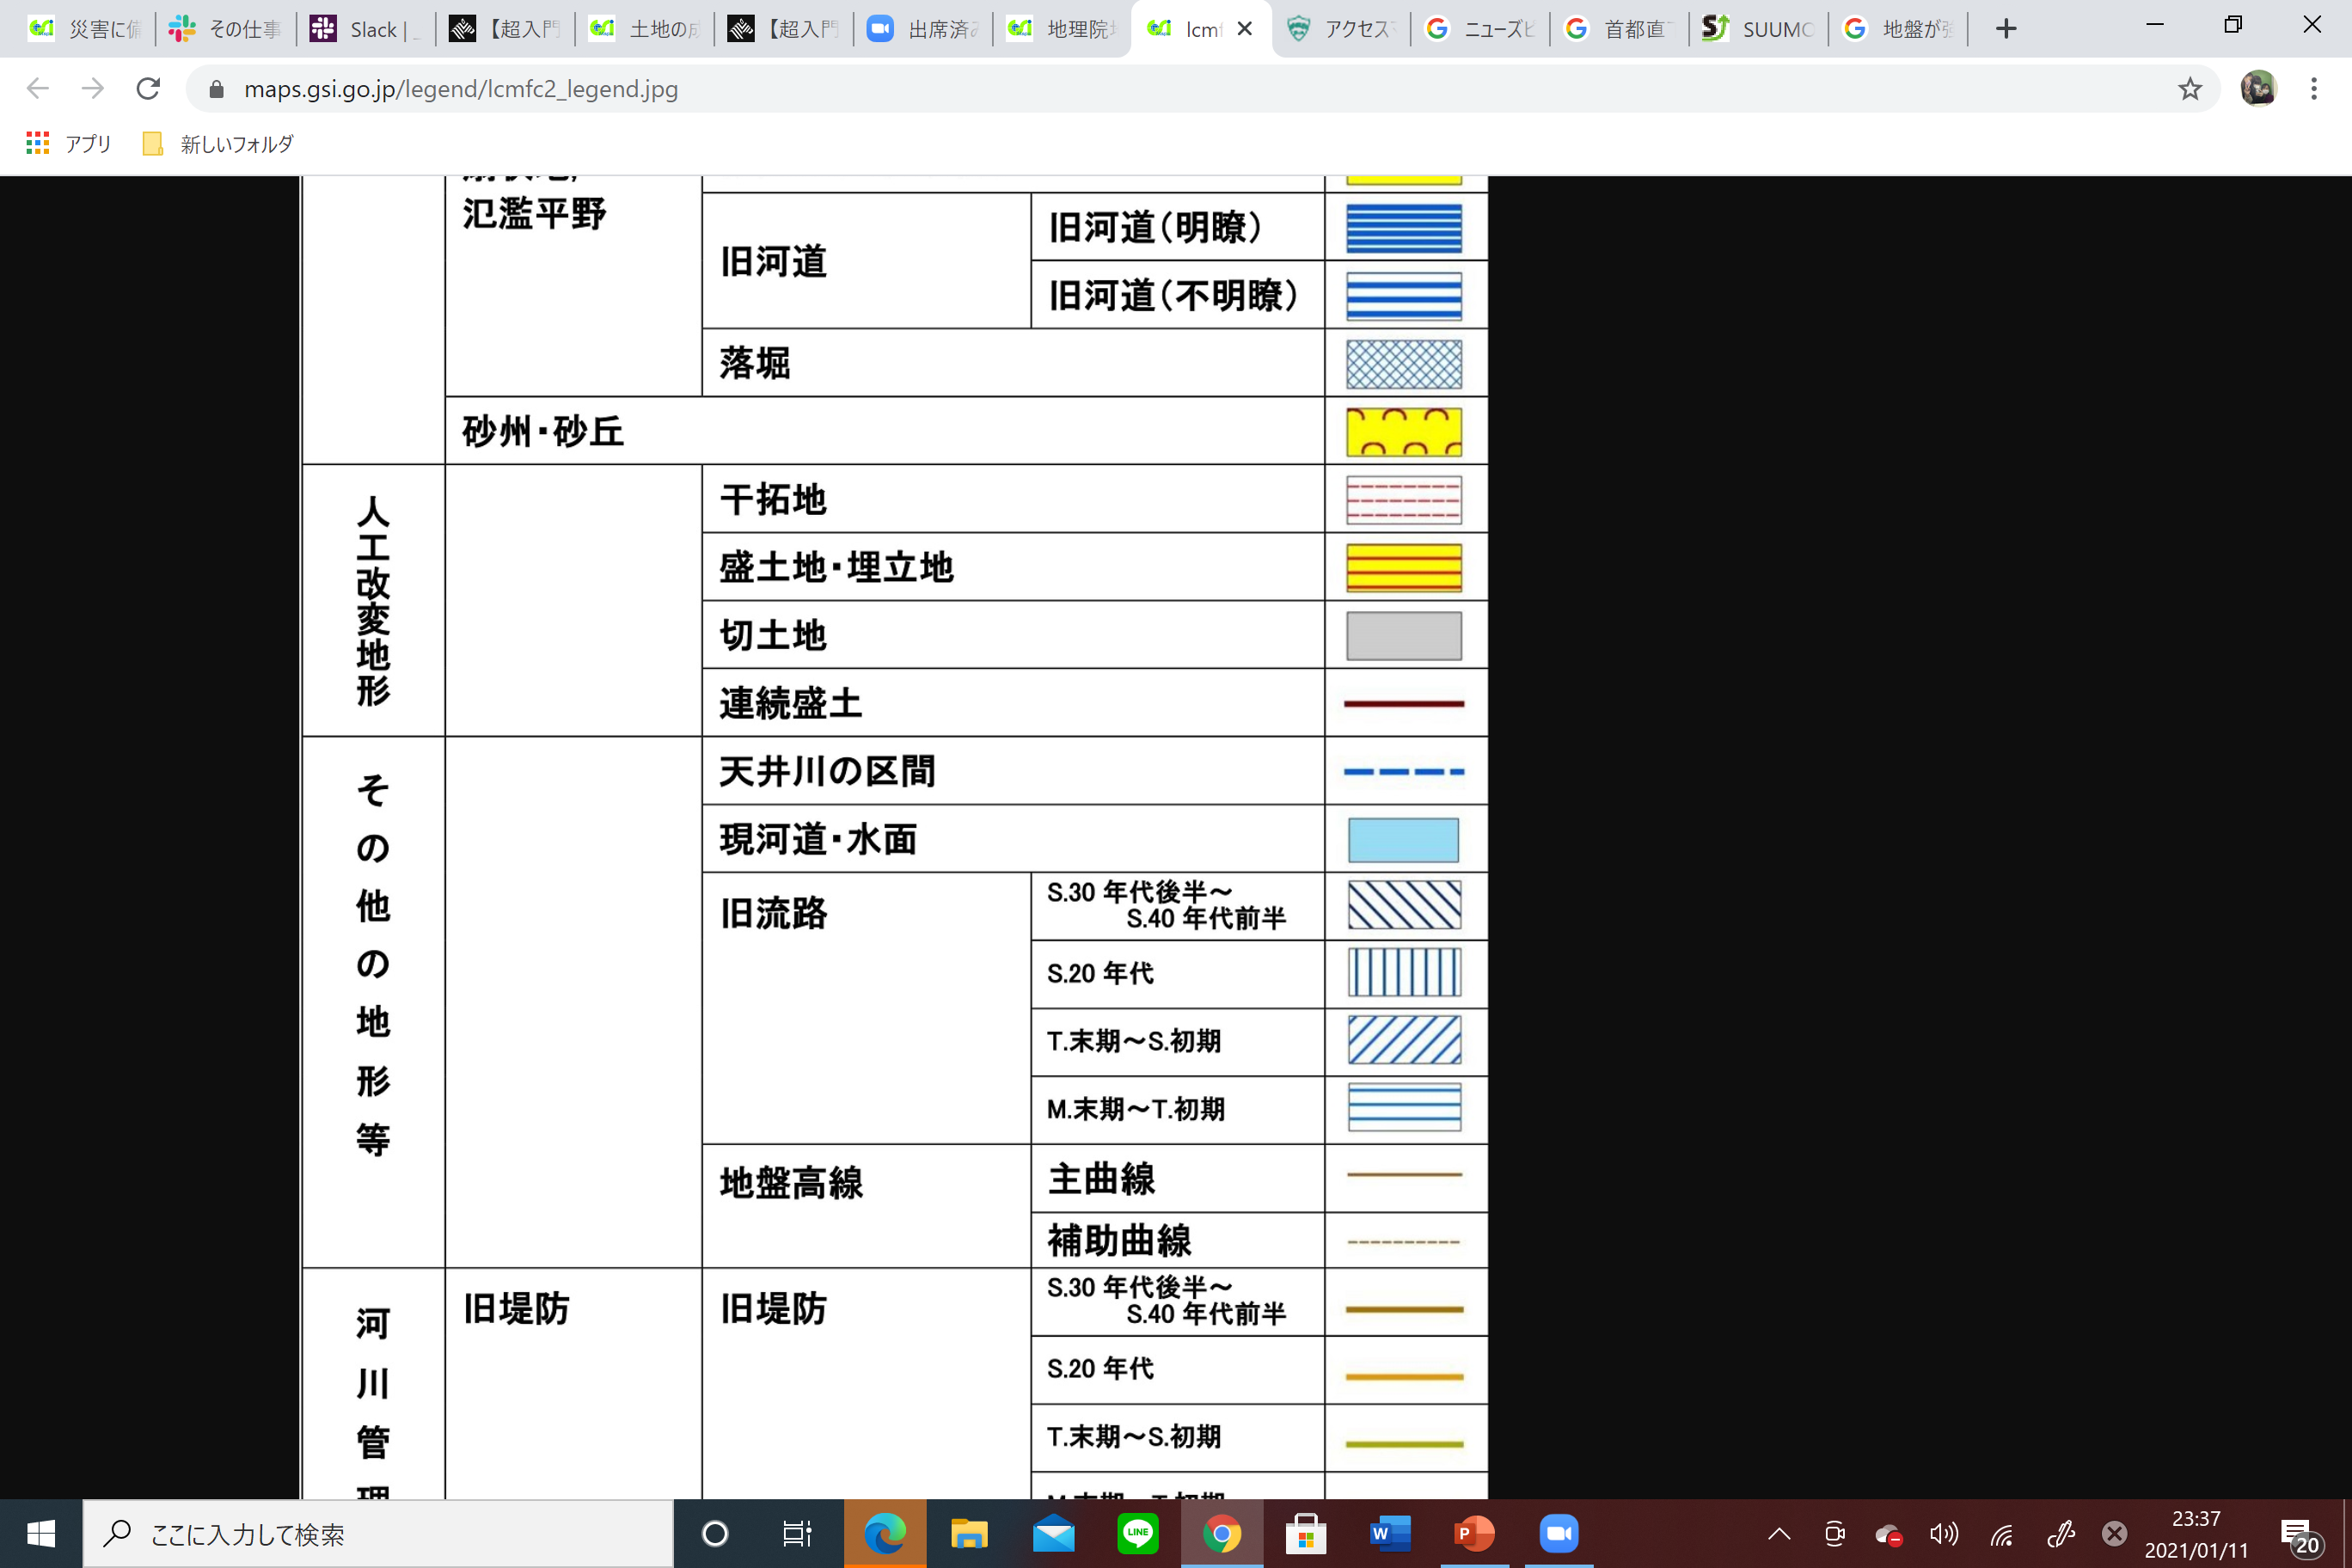 災害に備
その仕事
Slack |
【超入門
土地の成
【超入門
出席済み
地理院地
lcmf
アクセスマ
ニューズピ
首都直下
SUUMO
地盤が強
maps.gsi.go.jp/legend/lcmfc2_legend.jpg
アプリ
新しいフォルダ
氾濫平野
旧河道
旧河道(明瞭)
旧河道(不明瞭)
落堀
砂州・砂丘
人工改変地形
干拓地
盛土地・埋立地
切土地
連続盛土
その他の地形等
天井川の区間
現河道・水面
旧流路
S.30 年代後半～
S.40 年代前半
S.20 年代
T.末期～S.初期
M.末期～T.初期
地盤高線
主曲線
補助曲線
河川管理
旧堤防
旧堤防
S.30 年代後半～
S.40 年代前半
S.20 年代
T.末期～S.初期
ここに入力して検索
LINE
W
P
23:37
2021/01/11
20